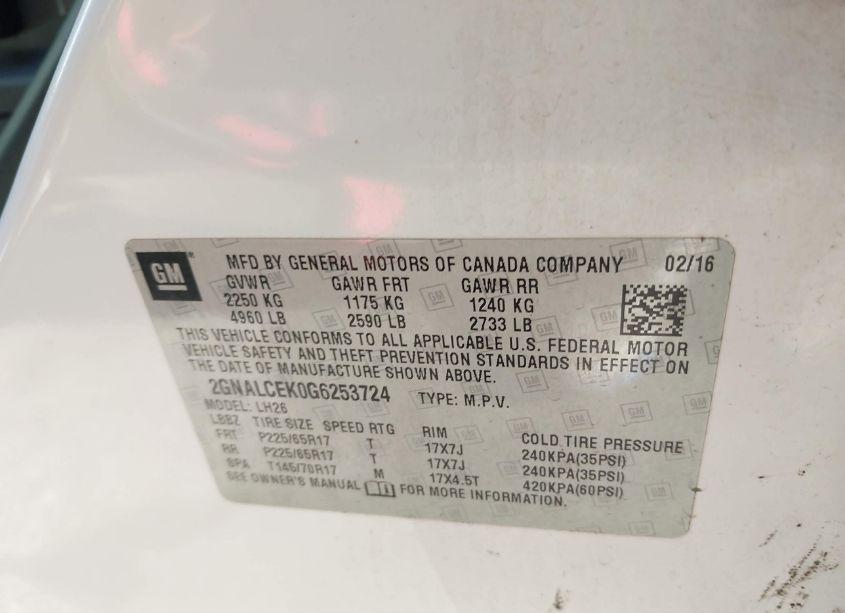 GM MFD BY GENERAL MOTORS OF CANADA COMPANY 02/16
GVWR GAWR FRT GAWR RR
2250 KG 1175 KG 1240 KG
4960 LB 2590 LB 2733 LB
THIS VEHICLE CONFORMS TO ALL APPLICABLE U.S. FEDERAL MOTOR
VEHICLE SAFETY AND THEFT PREVENTION STANDARDS IN EFFECT ON
THE DATE OF MANUFACTURE SHOWN ABOVE.
2GNALCEK0G6253724 TYPE: M.P.V.
MODEL: LH26
LBBZ TIRE SIZE SPEED RTG RIM COLD TIRE PRESSURE
FRT P225/65R17 T 17X7J 240KPA(35PSI)
RR P225/65R17 T 17X7J 240KPA(35PSI)
SPA T145/70R17 M 17X4.5T 420KPA(60PSI)
SEE OWNER'S MANUAL FOR MORE INFORMATION.